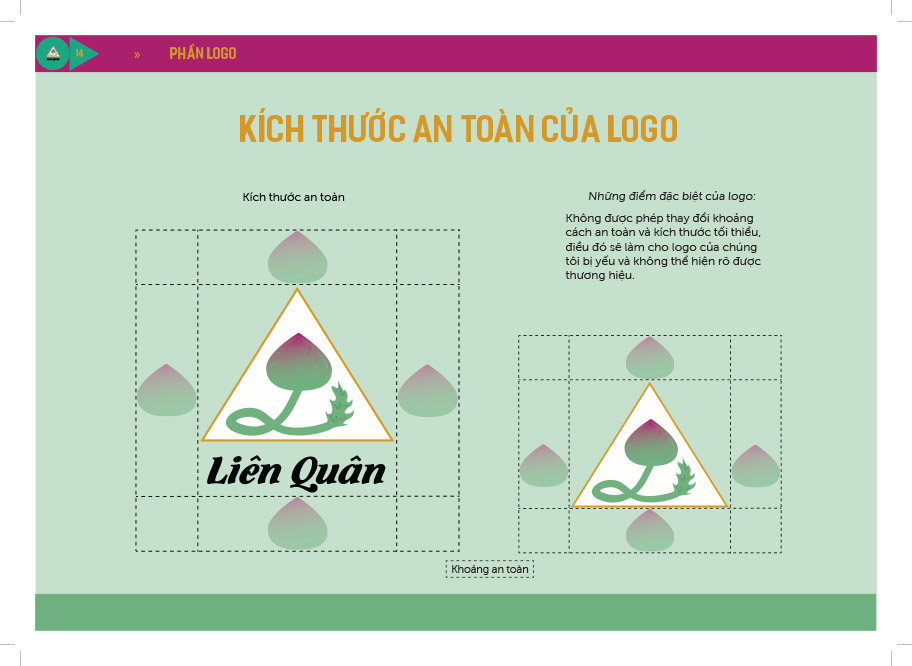 14
»
PHẦN LOGO
KÍCH THƯỚC AN TOÀN CỦA LOGO
Kích thước an toàn
Những điểm đặc biệt của logo:
Không được phép thay đổi khoảng
cách an toàn và kích thước tối thiểu,
điều đó sẽ làm cho logo của chúng
tôi bị yếu và không thể hiện rõ được
thương hiệu.
Liên Quân
Khoảng an toàn